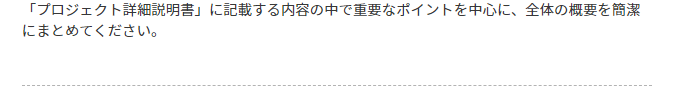 「プロジェクト詳細説明書」に記載する内容の中で重要なポイントを中心に、全体の概要を簡潔
にまとめてください。